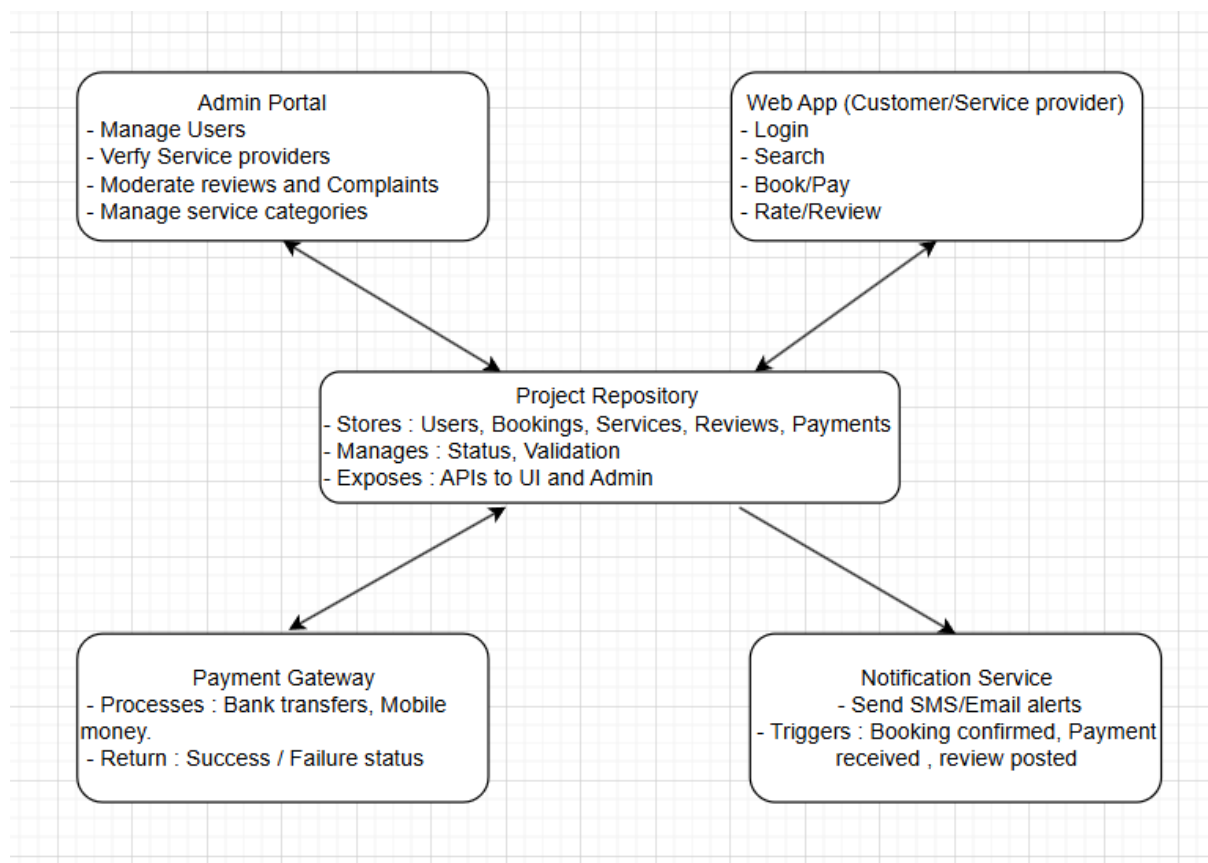 Admin Portal
- Manage Users
- Verfy Service providers
- Moderate reviews and Complaints
- Manage service categories
Web App (Customer/Service provider)
- Login
- Search
- Book/Pay
- Rate/Review
Project Repository
- Stores : Users, Bookings, Services, Reviews, Payments
- Manages : Status, Validation
- Exposes : APIs to UI and Admin
Payment Gateway
- Processes : Bank transfers, Mobile
money.
- Return : Success / Failure status
Notification Service
- Send SMS/Email alerts
- Triggers : Booking confirmed, Payment
received , review posted